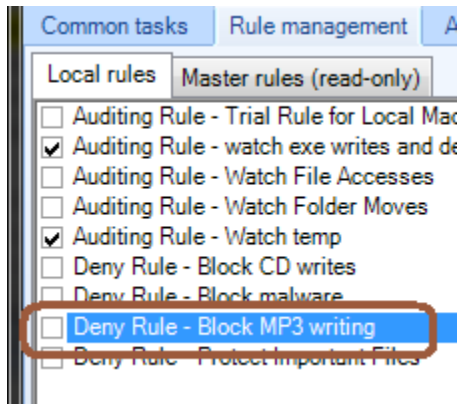 Common tasks Rule management A
Local rules Master rules (read-only)
Auditing Rule - Trial Rule for Local Mac
Auditing Rule - watch exe writes and de
Auditing Rule - Watch File Accesses
Auditing Rule - Watch Folder Moves
Auditing Rule - Watch temp
Deny Rule - Block CD writes
Deny Rule - Block malware
Deny Rule - Block MP3 writing
Deny Rule - Protect Important Files